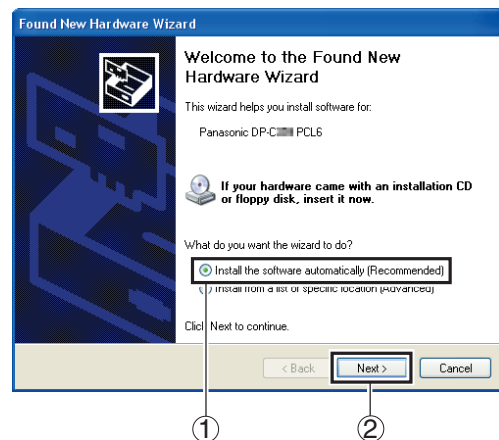 Found New Hardware Wizard
Welcome to the Found New
Hardware Wizard
This wizard helps you install software for:
Panasonic DP-C PCL6
If your hardware came with an installation CD
or floppy disk, insert it now.
What do you want the wizard to do?
Install the software automatically (Recommended)
Install from a list or specific location (Advanced)
Click Next to continue.
< Back
Next >
Cancel
①
②